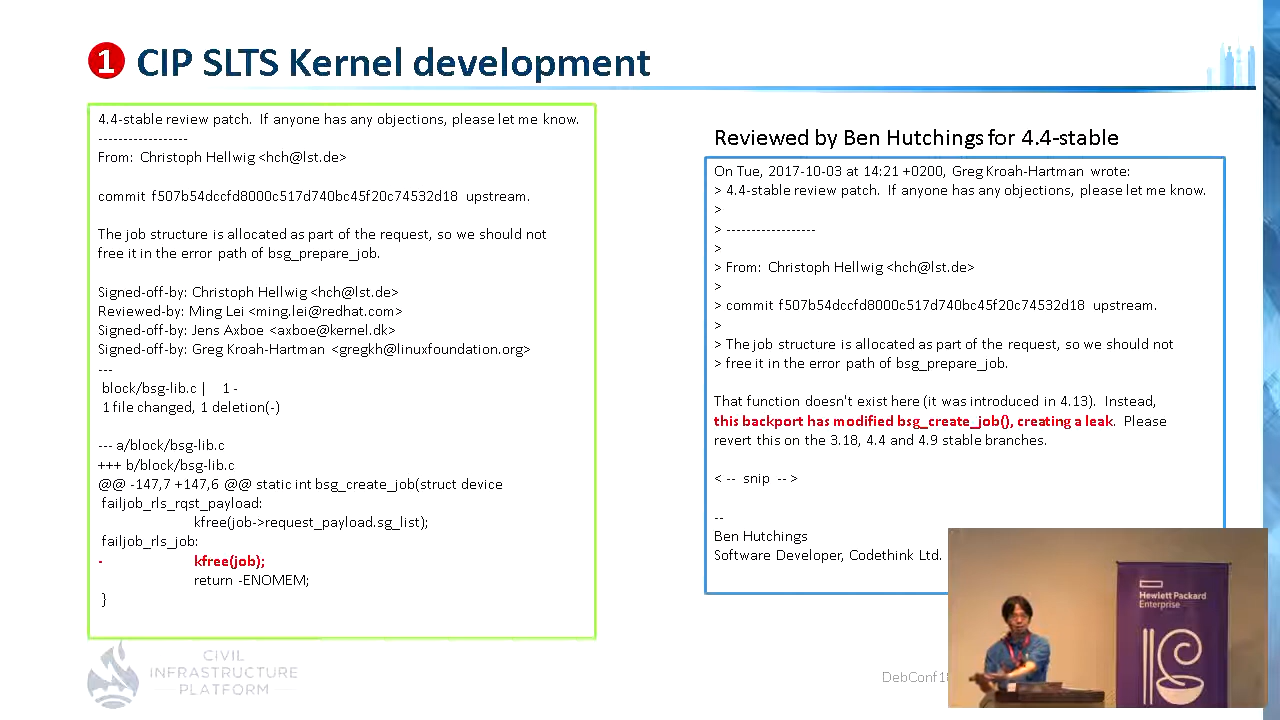 1 CIP SLTS Kernel development
4.4-stable review patch. If anyone has any objections, please let me know.
------------------
From: Christoph Hellwig <hch@lst.de>
commit f507b54dccfd8000c517d740bc45f20c74532d18 upstream.
The job structure is allocated as part of the request, so we should not
free it in the error path of bsg_prepare_job.
Signed-off-by: Christoph Hellwig <hch@lst.de>
Reviewed-by: Ming Lei <ming.lei@redhat.com>
Signed-off-by: Jens Axboe <axboe@kernel.dk>
Signed-off-by: Greg Kroah-Hartman <gregkh@linuxfoundation.org>
---
block/bsg-lib.c | 1 -
1 file changed, 1 deletion(-)
--- a/block/bsg-lib.c
+++ b/block/bsg-lib.c
@@ -147,7 +147,6 @@ static int bsg_create_job(struct device
failjob_rls_rqst_payload:
kfree(job->request_payload.sg_list);
failjob_rls_job:
- kfree(job);
return -ENOMEM;
}
Reviewed by Ben Hutchings for 4.4-stable
On Tue, 2017-10-03 at 14:21 +0200, Greg Kroah-Hartman wrote:
> 4.4-stable review patch. If anyone has any objections, please let me know.
>
> ------------------
>
> From: Christoph Hellwig <hch@lst.de>
>
> commit f507b54dccfd8000c517d740bc45f20c74532d18 upstream.
>
> The job structure is allocated as part of the request, so we should not
> free it in the error path of bsg_prepare_job.
That function doesn't exist here (it was introduced in 4.13). Instead,
this backport has modified bsg_create_job(), creating a leak. Please
revert this on the 3.18, 4.4 and 4.9 stable branches.
< -- snip -- >
--
Ben Hutchings
Software Developer, Codethink Ltd.
Hewlett Packard
Enterprise
CIVIL
INFRASTRUCTURE
PLATFORM